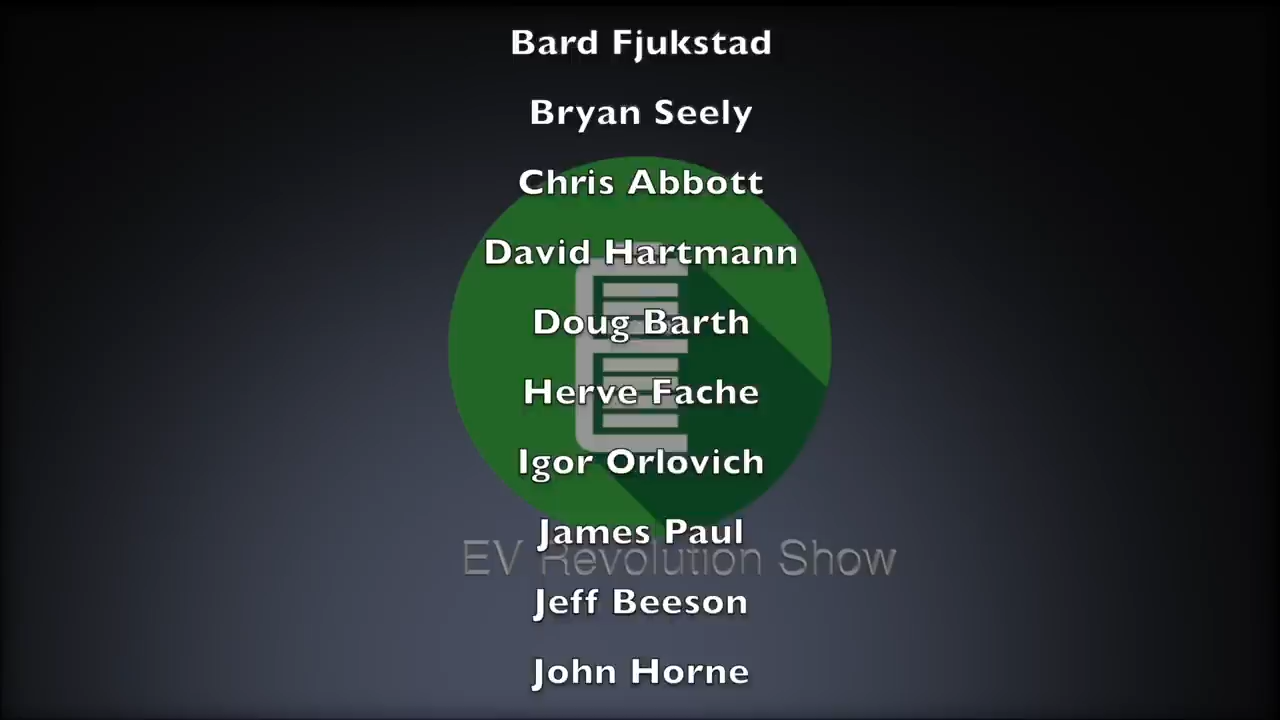 Bard Fjukstad
Bryan Seely
Chris Abbott
David Hartmann
Doug Barth
Herve Fache
Igor Orlovich
James Paul
EV Revolution Show
Jeff Beeson
John Horne